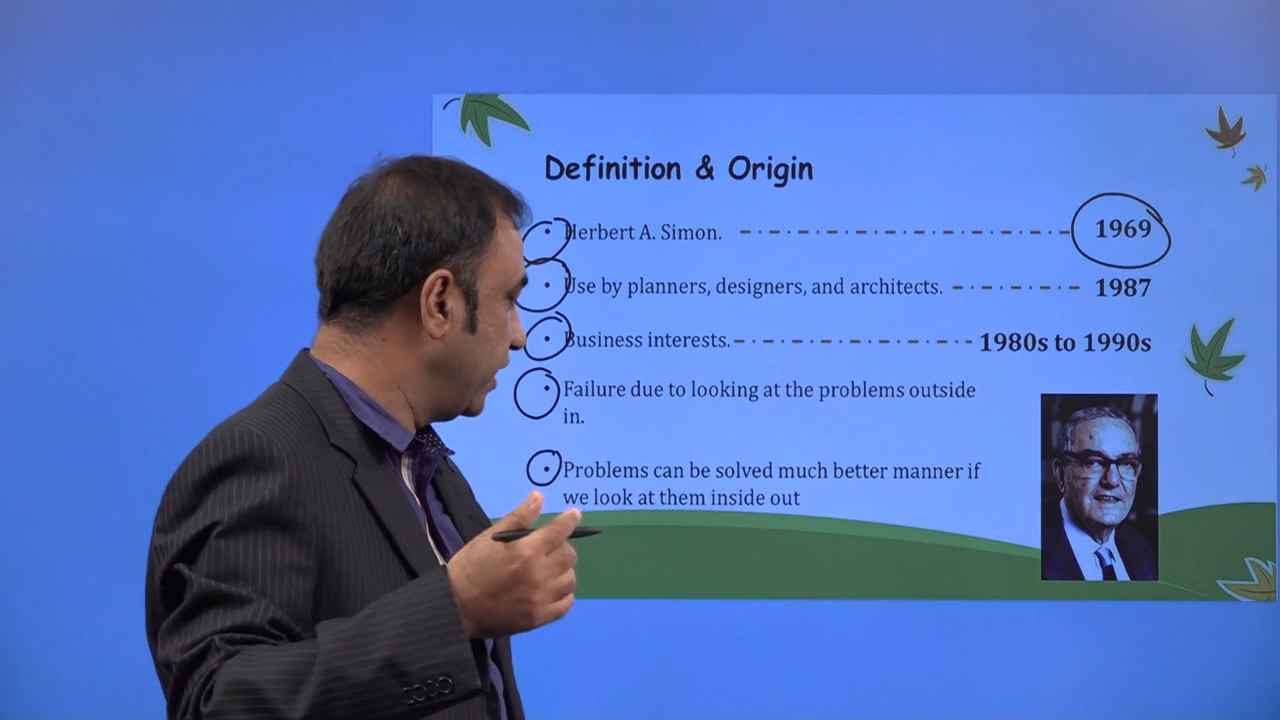 Definition & Origin
• Herbert A. Simon. 1969
• Use by planners, designers, and architects. 1987
• Business interests. 1980s to 1990s
• Failure due to looking at the problems outside
in.
• Problems can be solved much better manner if
we look at them inside out